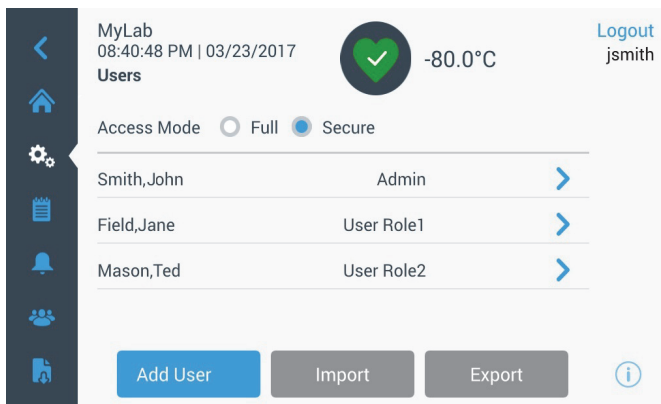 MyLab
08:40:48 PM | 03/23/2017
Users
-80.0°C
Logout
jsmith
Access Mode Full Secure
Smith,John Admin
Field,Jane User Role1
Mason,Ted User Role2
Add User Import Export
i